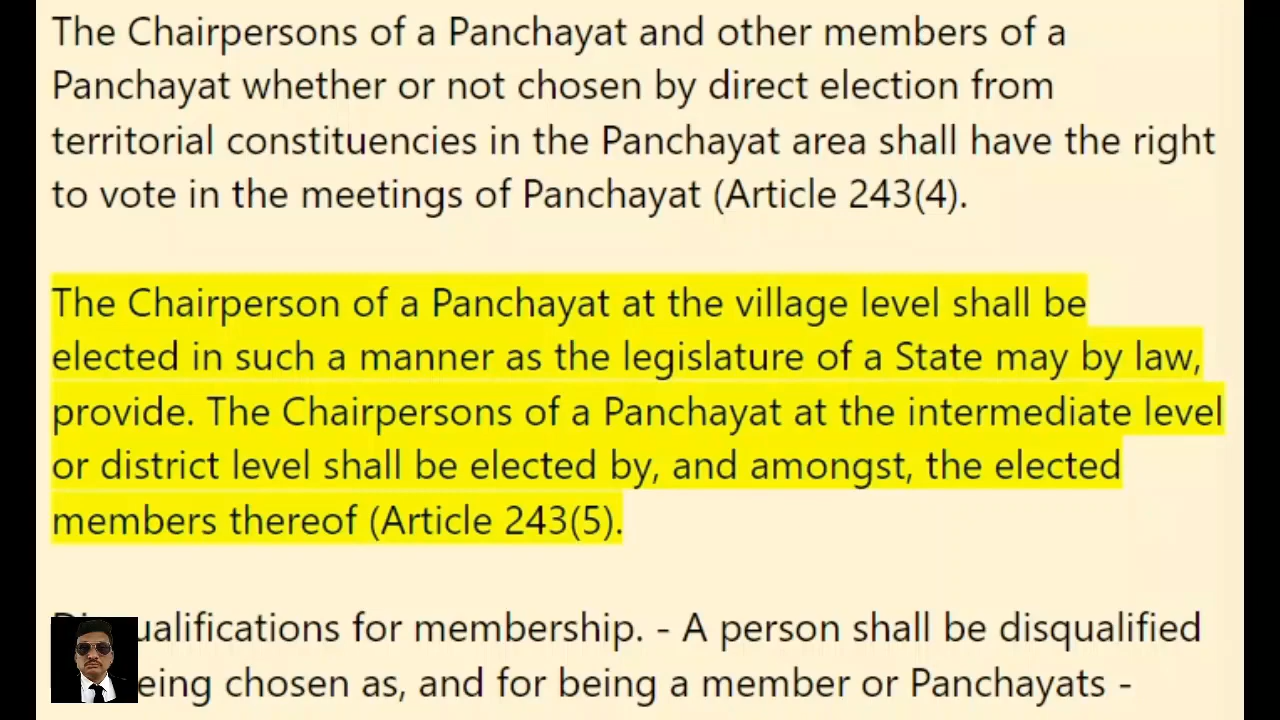 The Chairpersons of a Panchayat and other members of a
Panchayat whether or not chosen by direct election from
territorial constituencies in the Panchayat area shall have the right
to vote in the meetings of Panchayat (Article 243(4).
The Chairperson of a Panchayat at the village level shall be
elected in such a manner as the legislature of a State may by law,
provide. The Chairpersons of a Panchayat at the intermediate level
or district level shall be elected by, and amongst, the elected
members thereof (Article 243(5).
for membership. - A person shall be disqualified
chosen as, and for being a member or Panchayats -